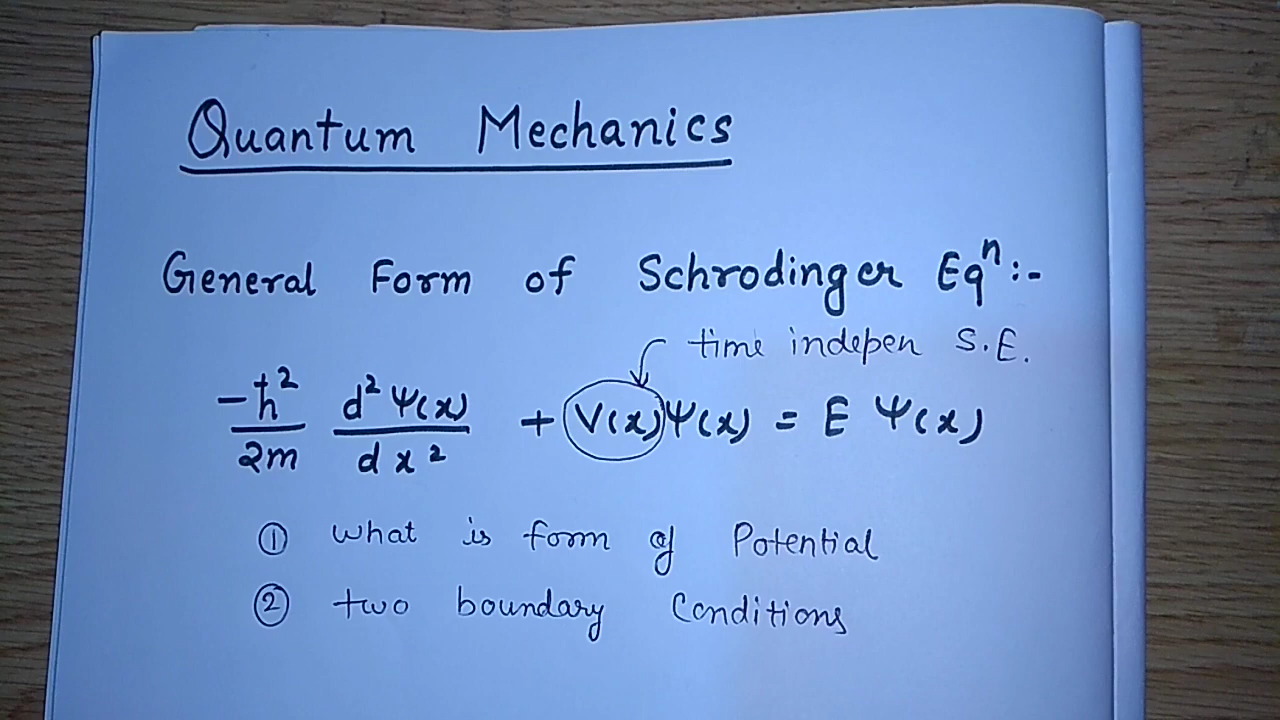 Quantum Mechanics
General Form of Schrodinger Eqⁿ:-
time indepen S.E.
-ħ²/2m d²Ψ(x)/dx² + V(x)Ψ(x) = E Ψ(x)
① what is form of Potential
② two boundary Conditions